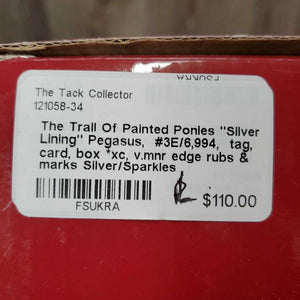 The Tack Collector
121058-34
The Trail Of Painted Ponies "Silver
Lining" Pegasus, #3E/6,994, tag,
card, box *xc, v.mnr edge rubs &
marks Silver/Sparkles
$110.00
FSUKRA